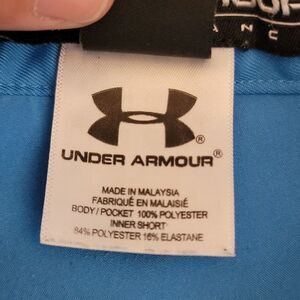 UNDER ARMOUR®
MADE IN MALAYSIA
FABRIQUÉ EN MALAISIE
BODY/POCKET 100% POLYESTER
INNER SHORT
84% POLYESTER 16% ELASTANE